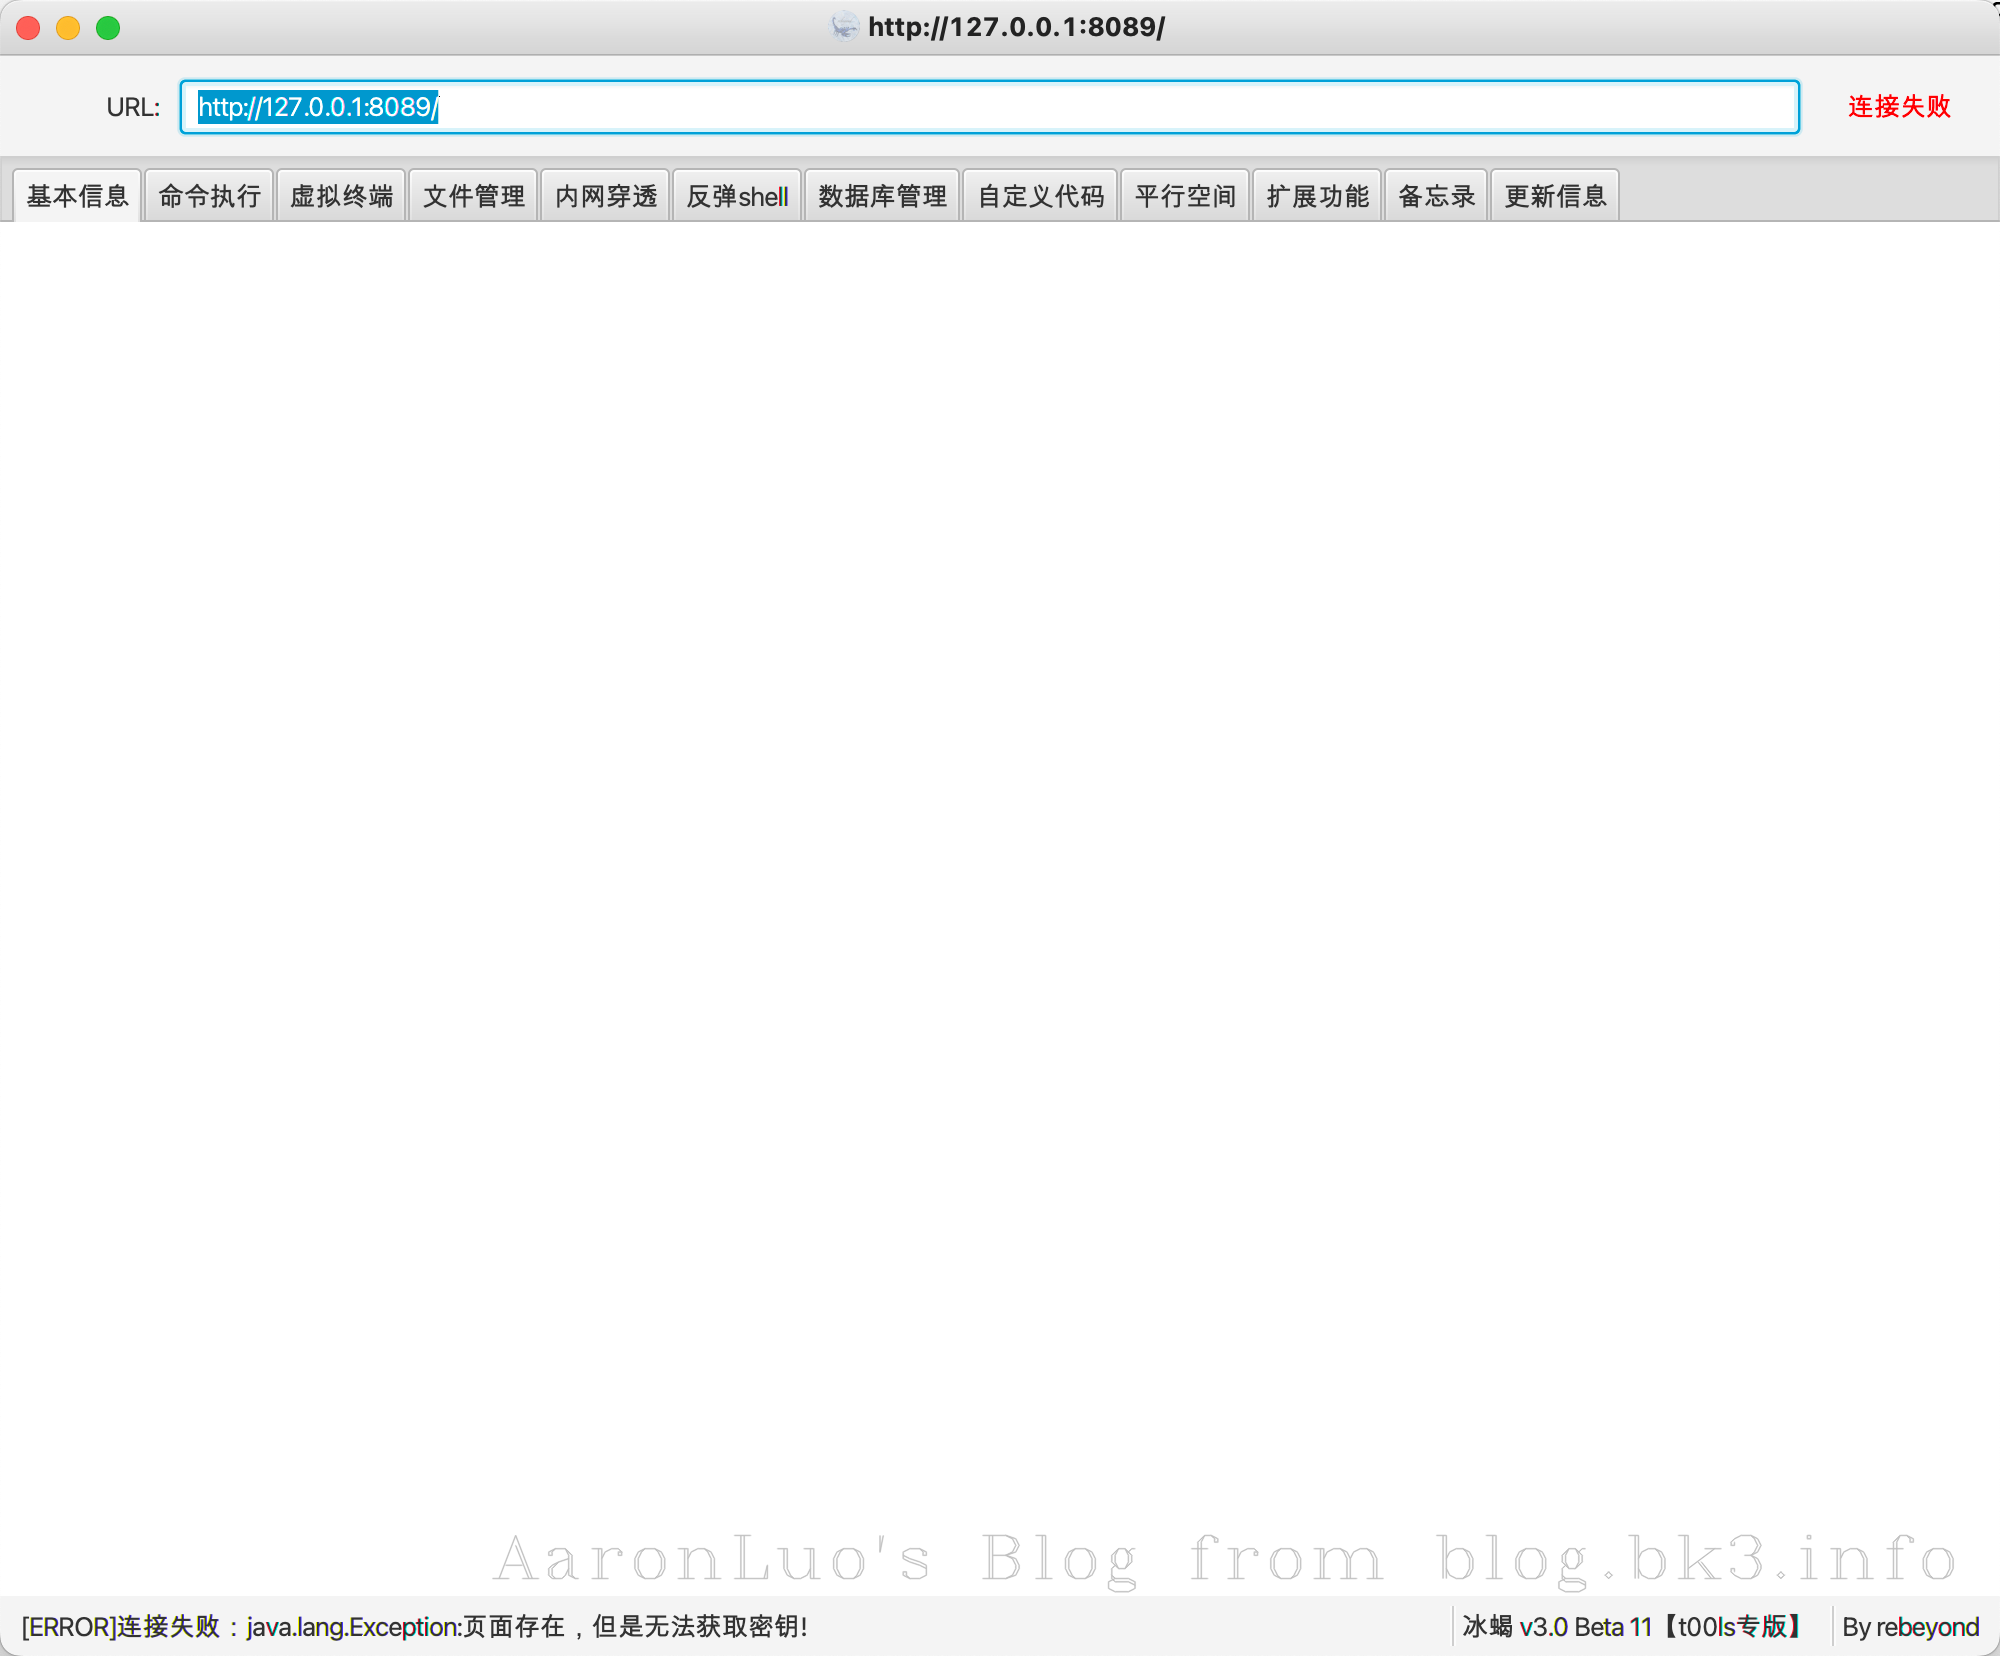 http://127.0.0.1:8089/
URL: http://127.0.0.1:8089/ 连接失败
基本信息 命令执行 虚拟终端 文件管理 内网穿透 反弹shell 数据库管理 自定义代码 平行空间 扩展功能 备忘录 更新信息
AaronLuo's Blog from blog.bk3.info
[ERROR]连接失败：java.lang.Exception:页面存在，但是无法获取密钥! 冰蝎 v3.0 Beta 11【t00ls专版】 By rebeyond